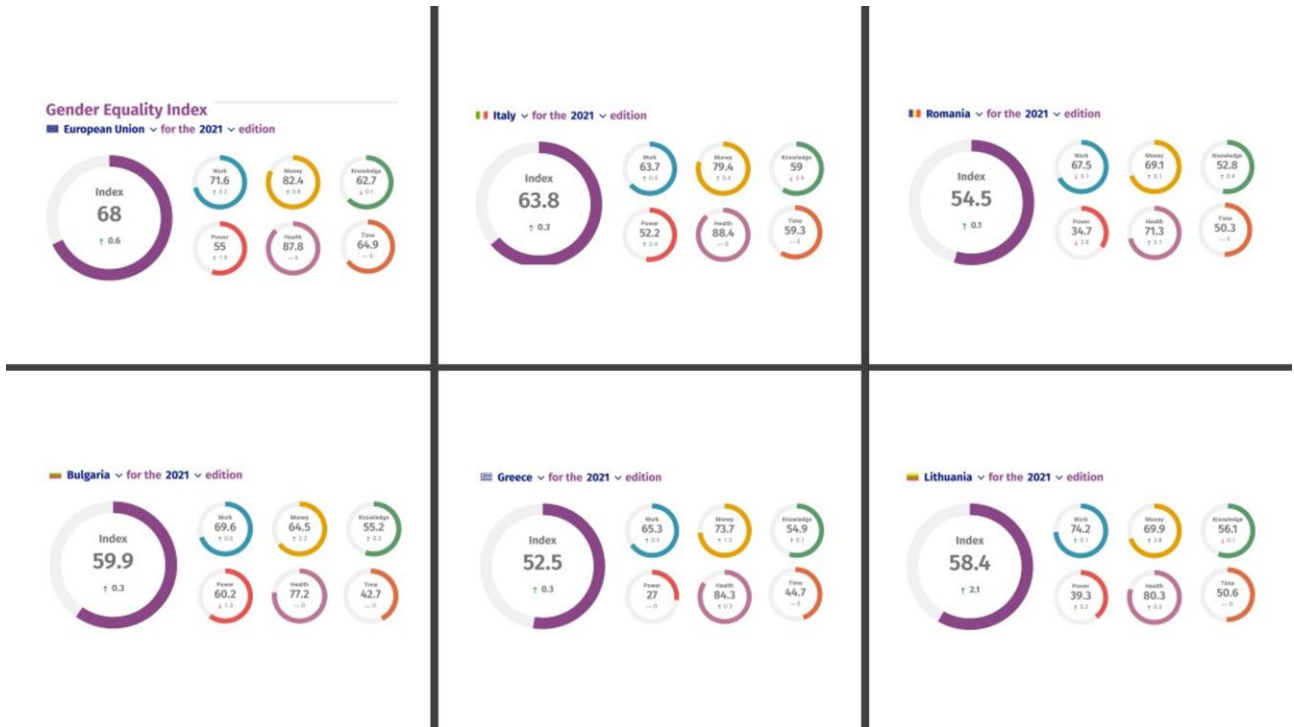 Gender Equality Index
European Union for the 2021 edition
Index
68
↑ 0.6
Work
71.6
Money
82.4
Knowledge
62.7
Power
55
Health
87.8
Time
64.9
Italy for the 2021 edition
Index
63.8
↑ 0.3
Work
63.7
Money
79.4
Knowledge
59
Power
52.2
Health
88.4
Time
59.3
Romania for the 2021 edition
Index
54.5
↑ 0.1
Work
67.5
Money
69.1
Knowledge
52.8
Power
34.7
Health
71.3
Time
50.3
Bulgaria for the 2021 edition
Index
59.9
↑ 0.3
Work
69.6
Money
64.5
Knowledge
55.2
Power
60.2
Health
77.2
Time
42.7
Greece for the 2021 edition
Index
52.5
↑ 0.3
Work
65.3
Money
73.7
Knowledge
54.9
Power
27
Health
84.3
Time
44.7
Lithuania for the 2021 edition
Index
58.4
↑ 2.1
Work
74.2
Money
69.9
Knowledge
56.1
Power
39.3
Health
80.3
Time
50.6